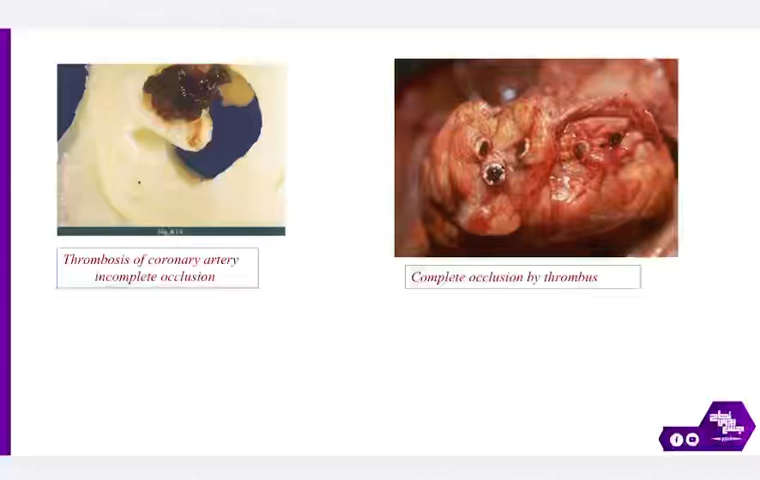 Thrombosis of coronary artery
incomplete occlusion
Complete occlusion by thrombus